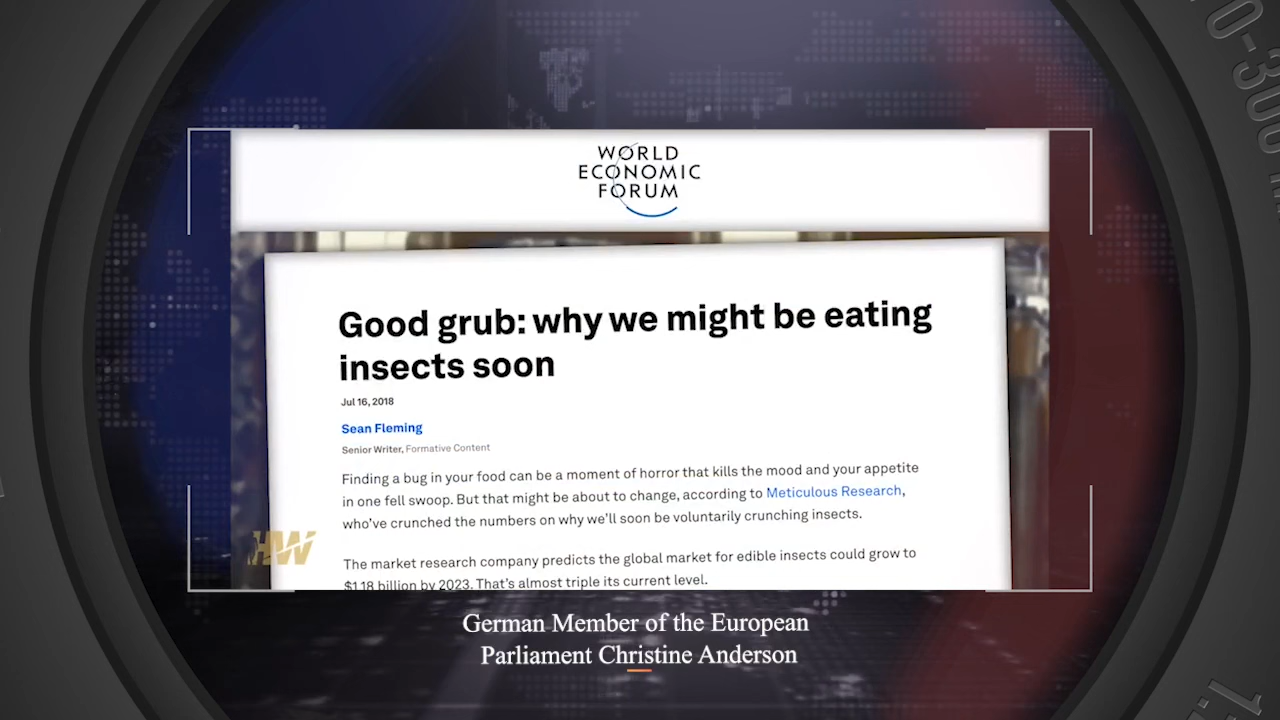 0-300 m
WORLD
ECONOMIC
FORUM
Good grub: why we might be eating
insects soon
Jul 16, 2018
Sean Fleming
Senior Writer, Formative Content
Finding a bug in your food can be a moment of horror that kills the mood and your appetite
in one fell swoop. But that might be about to change, according to Meticulous Research,
who’ve crunched the numbers on why we’ll soon be voluntarily crunching insects.
The market research company predicts the global market for edible insects could grow to
$1.18 billion by 2023. That’s almost triple its current level.
HW
German Member of the European
Parliament Christine Anderson